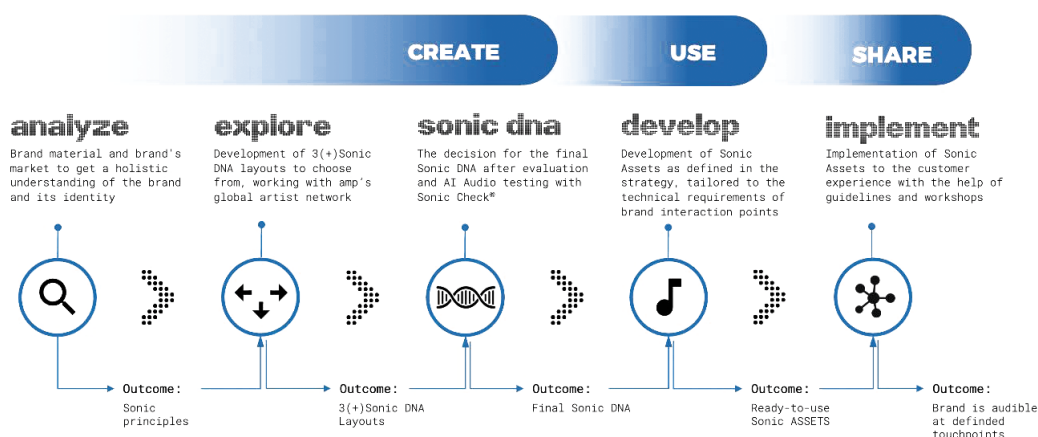 CREATE
USE
SHARE
analyze
Brand material and brand's
market to get a holistic
understanding of the brand
and its identity
explore
Development of 3(+)Sonic
DNA layouts to choose
from, working with amp's
global artist network
sonic dna
The decision for the final
Sonic DNA after evaluation
and AI Audio testing with
Sonic Check®
develop
Development of Sonic
Assets as defined in the
strategy, tailored to the
technical requirements of
brand interaction points
implement
Implementation of Sonic
Assets to the customer
experience with the help of
guidelines and workshops
Outcome:
Sonic
principles
Outcome:
3(+)Sonic DNA
Layouts
Outcome:
Final Sonic DNA
Outcome:
Ready-to-use
Sonic ASSETS
Outcome:
Brand is audible
at definded
touchpoints